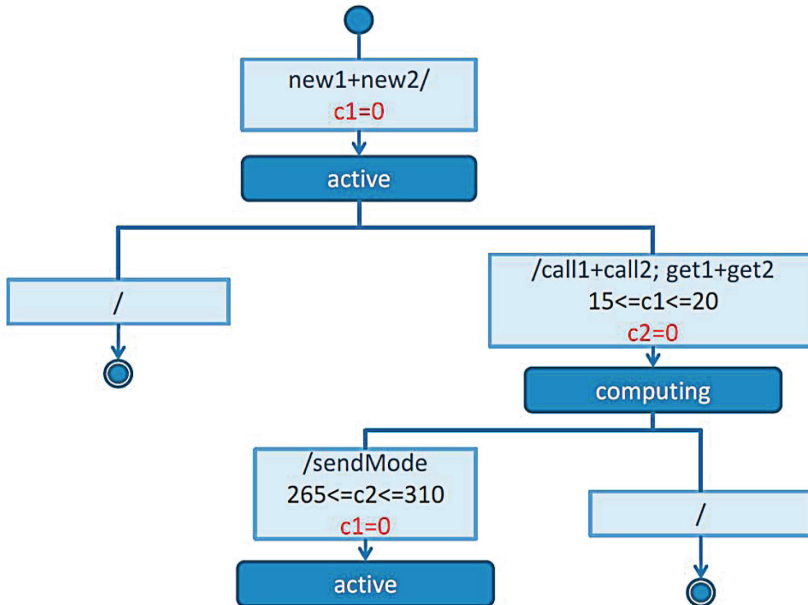 new1+new2/
c1=0
active
/
/call1+call2; get1+get2
15<=c1<=20
c2=0
computing
/sendMode
265<=c2<=310
c1=0
/
active